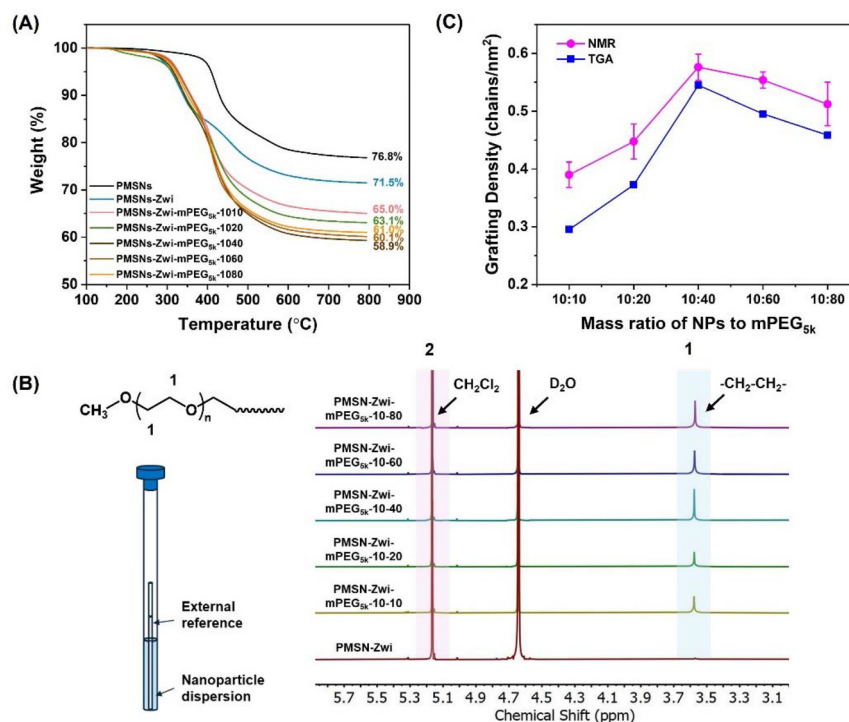 (A)
100
90
80
70
60
50
Weight (%)
76.8%
71.5%
65.0%
63.1%
61.0%
60.1%
58.9%
PMSNs
PMSNs-Zwi
PMSNs-Zwi-mPEG5k-1010
PMSNs-Zwi-mPEG5k-1020
PMSNs-Zwi-mPEG5k-1040
PMSNs-Zwi-mPEG5k-1060
PMSNs-Zwi-mPEG5k-1080
100 200 300 400 500 600 700 800 900
Temperature (°C)
(C)
0.6
0.5
0.4
0.3
0.2
Grafting Density (chains/nm²)
NMR
TGA
10:10 10:20 10:40 10:60 10:80
Mass ratio of NPs to mPEG5k
(B)
1
CH3 O O n
1
External
reference
Nanoparticle
dispersion
2 1
CH2Cl2 D2O -CH2-CH2-
PMSN-Zwi-
mPEG5k-10-80
PMSN-Zwi-
mPEG5k-10-60
PMSN-Zwi-
mPEG5k-10-40
PMSN-Zwi-
mPEG5k-10-20
PMSN-Zwi-
mPEG5k-10-10
PMSN-Zwi
5.7 5.4 5.1 4.8 4.5 4.2 3.9 3.7 3.5 3.3 3.1
Chemical Shift (ppm)